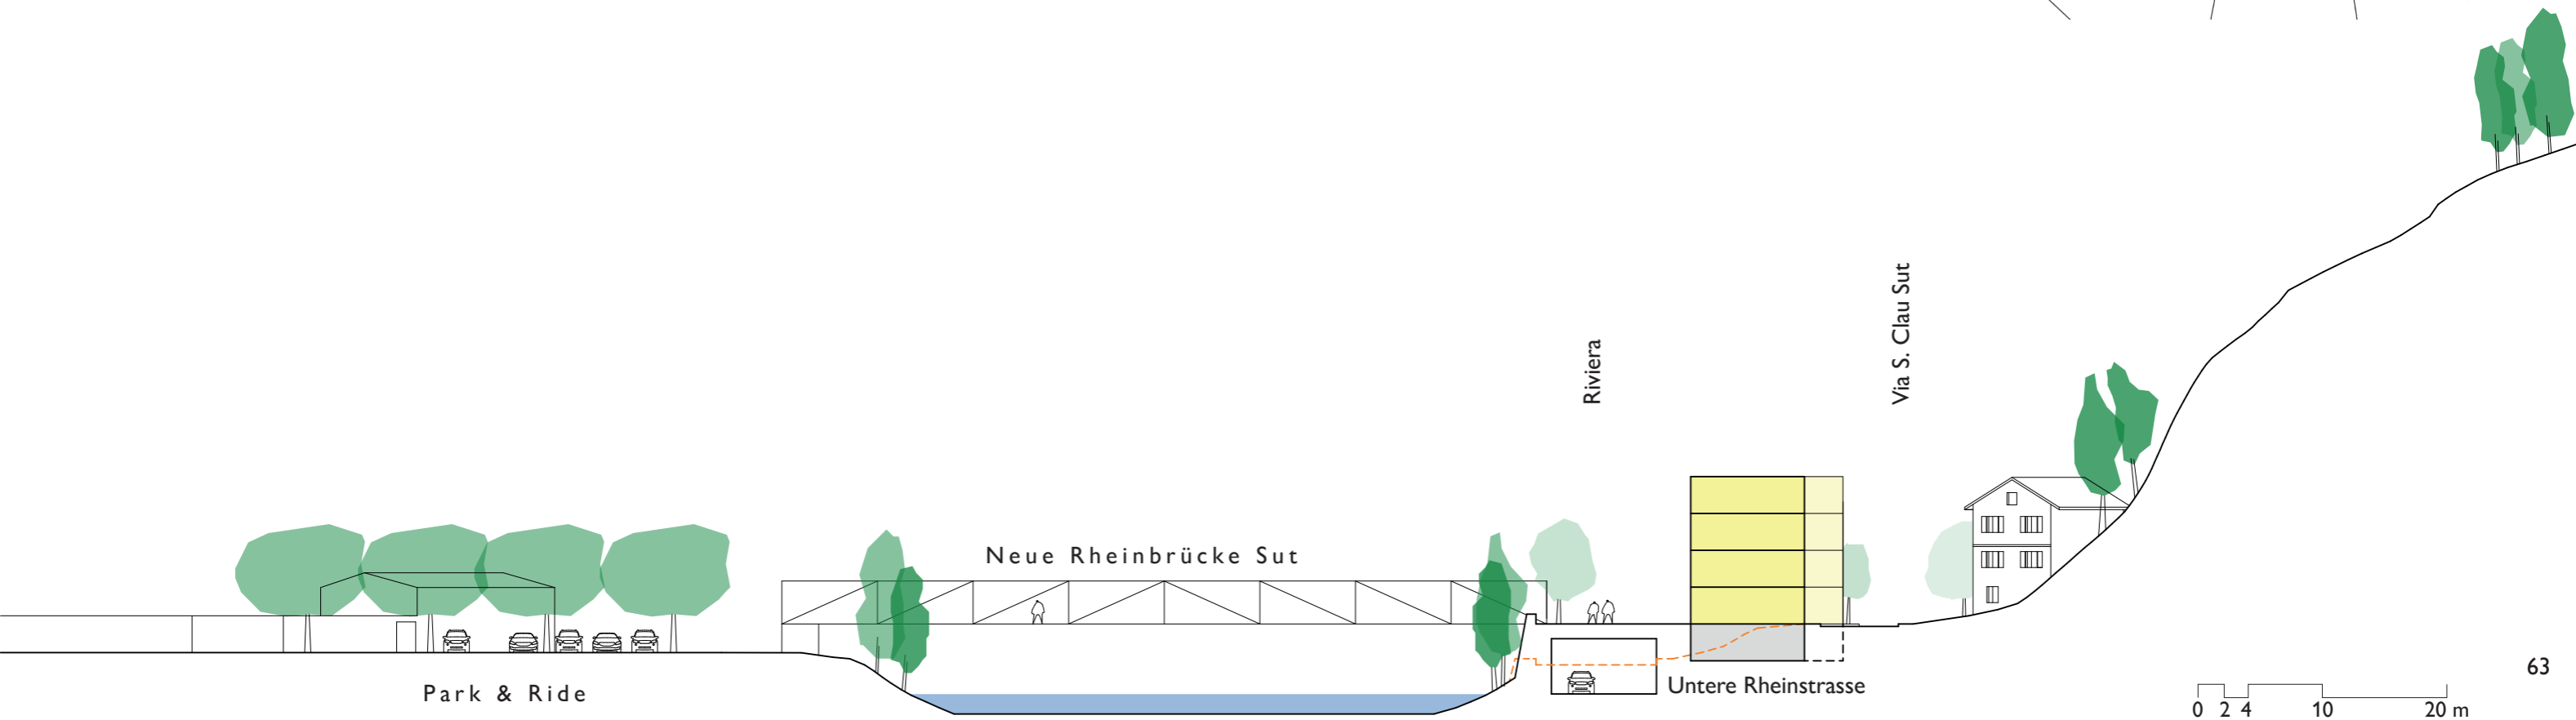 Via S. Clau Sut
Riviera
Neue Rheinbrücke Sut
Park & Ride
Untere Rheinstrasse
63
0 2 4 10 20 m